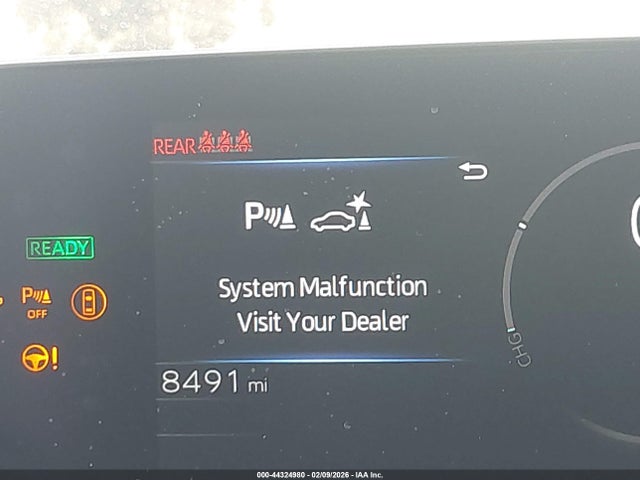 REAR
READY
P
OFF
!
P
System Malfunction
Visit Your Dealer
8491 mi
CHG
000-44324980 - 02/09/2026 - IAA Inc.